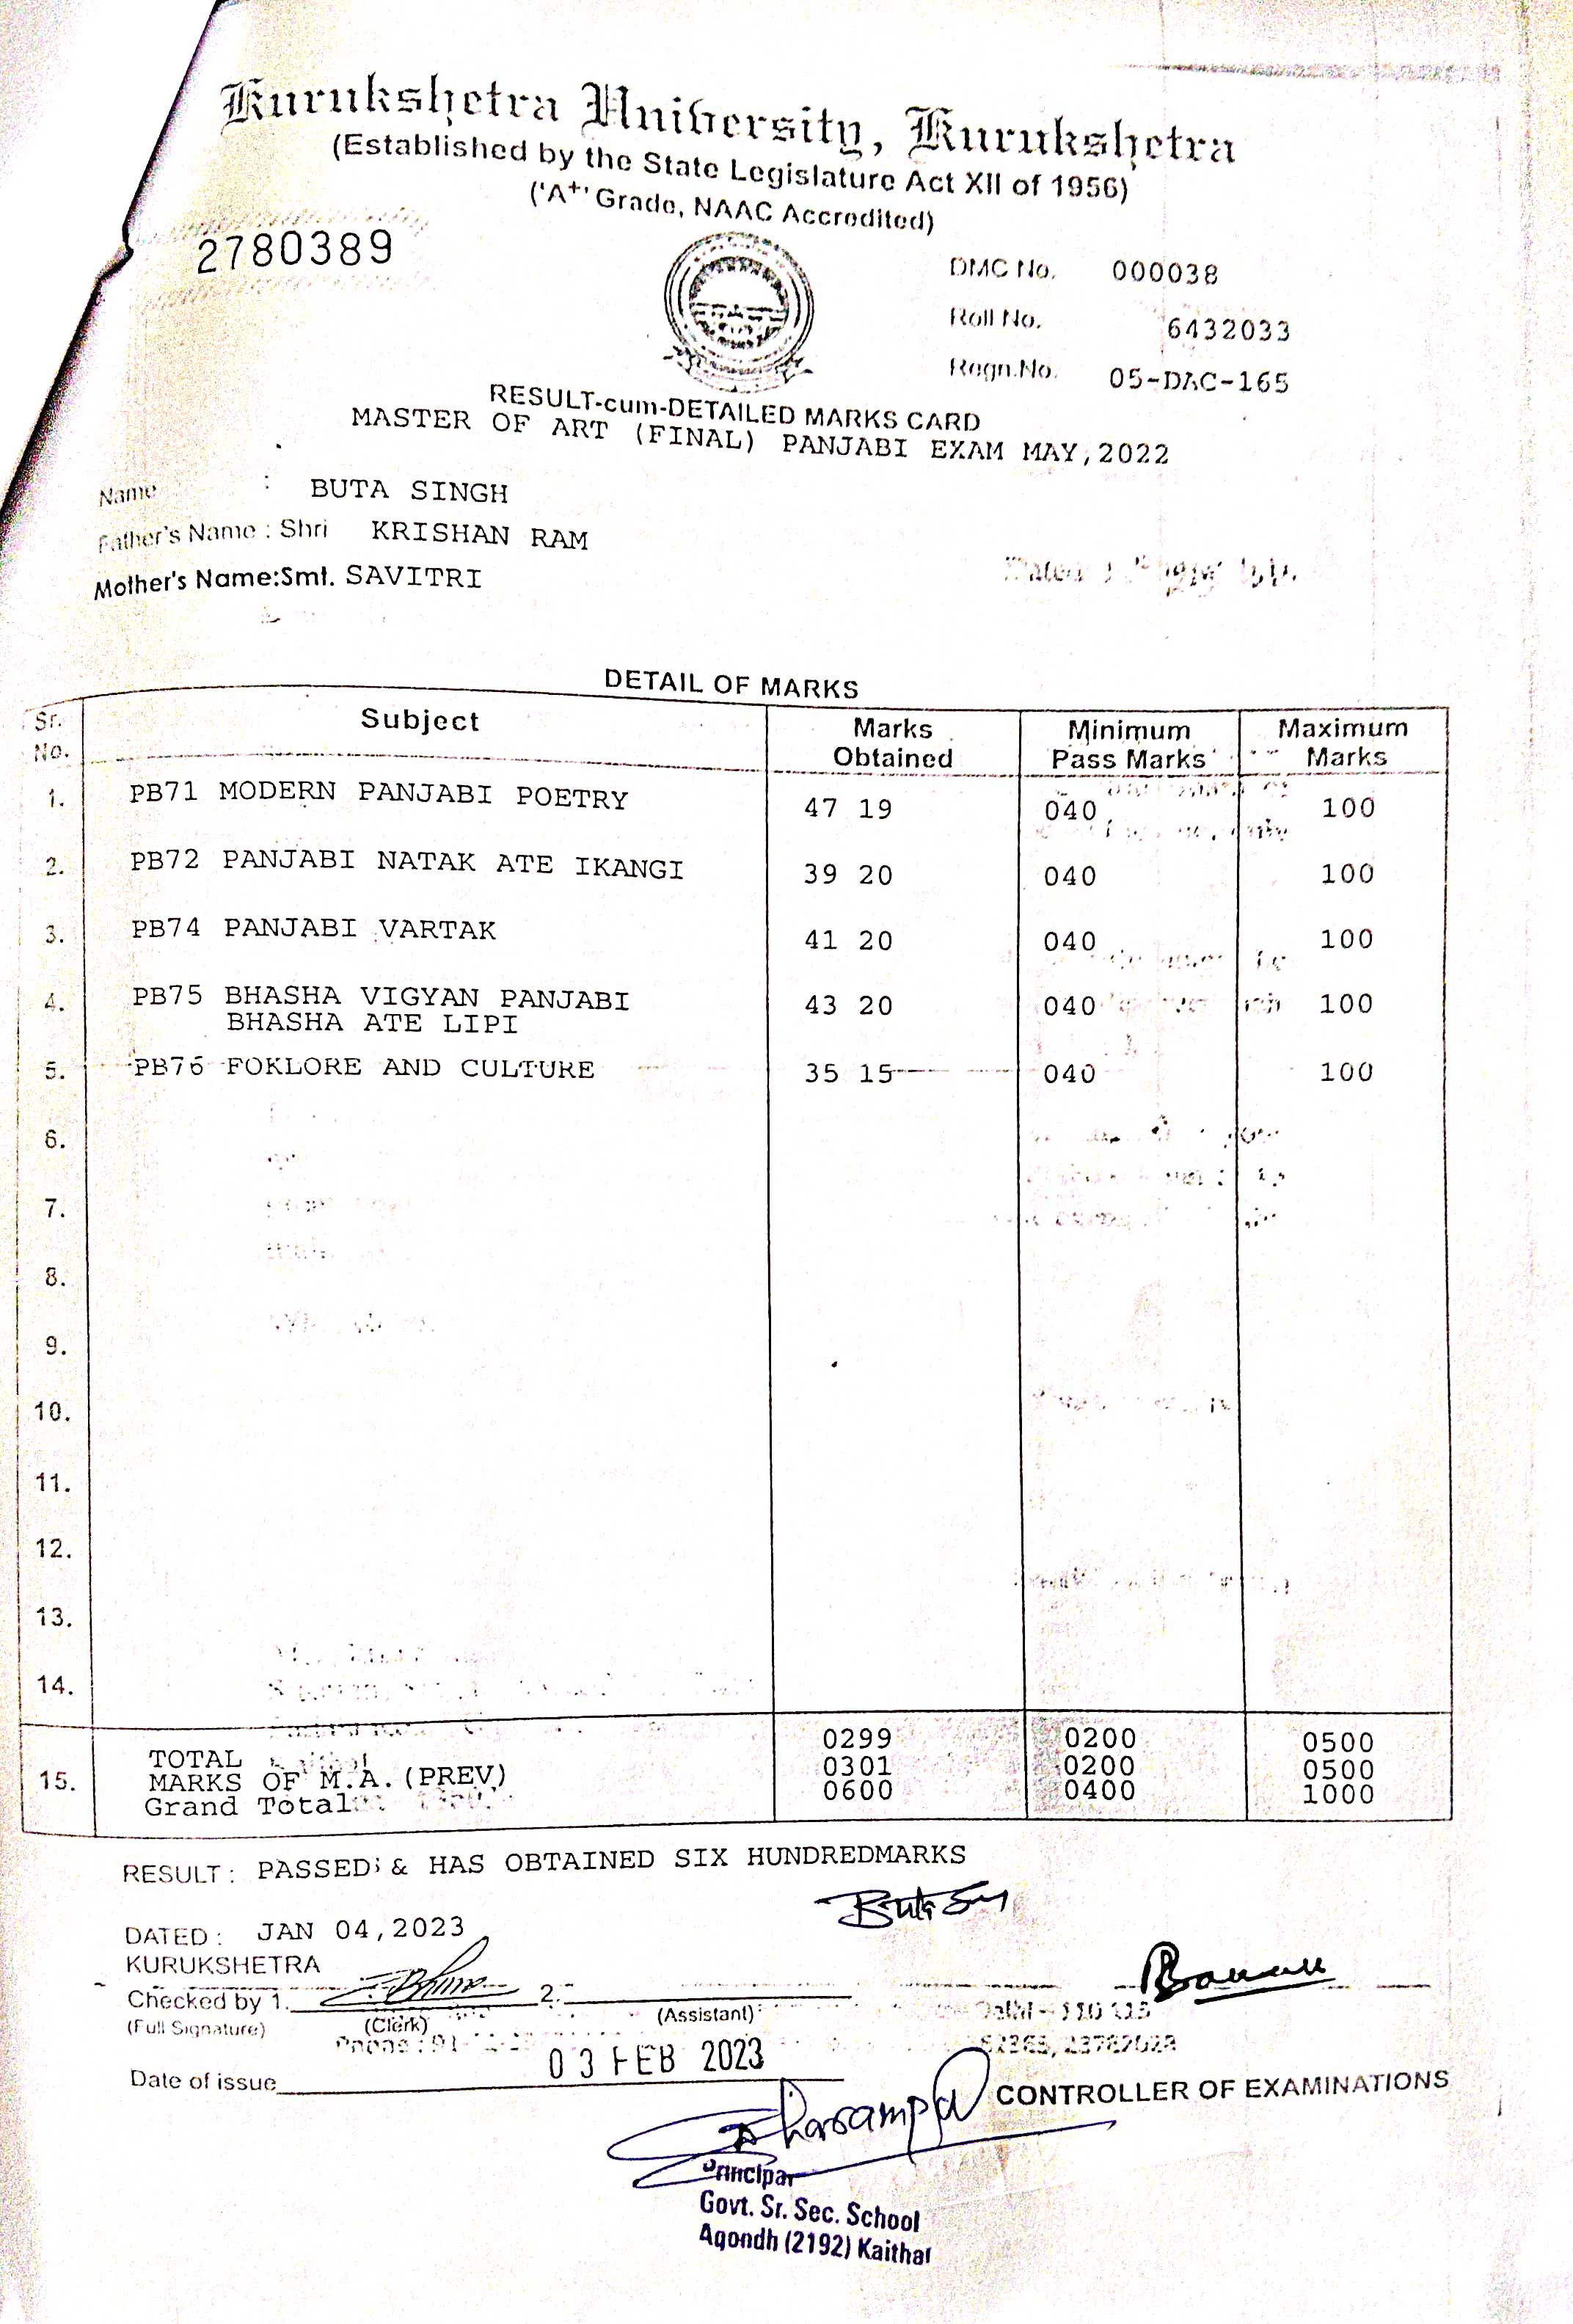 Kurukshetra University, Kurukshetra
(Established by the State Legislature Act XII of 1956)
('A+' Grade, NAAC Accredited)
2780389
DMC No. 000038
Roll No. 6432033
Regn.No. 05-DAC-165
RESULT-cum-DETAILED MARKS CARD
MASTER OF ART (FINAL) PANJABI EXAM MAY,2022
Name : BUTA SINGH
Father's Name : Shri KRISHAN RAM
Mother's Name:Smt. SAVITRI
DETAIL OF MARKS
Sr. No. Subject Marks Obtained Minimum Pass Marks Maximum Marks
1. PB71 MODERN PANJABI POETRY 47 19 040 100
2. PB72 PANJABI NATAK ATE IKANGI 39 20 040 100
3. PB74 PANJABI VARTAK 41 20 040 100
4. PB75 BHASHA VIGYAN PANJABI 43 20 040 100
BHASHA ATE LIPI
5. PB76 FOKLORE AND CULTURE 35 15 040 100
6.
7.
8.
9.
10.
11.
12.
13.
14.
TOTAL 0299 0200 0500
15. MARKS OF M.A.(PREV) 0301 0200 0500
Grand Total 0600 0400 1000
RESULT: PASSED & HAS OBTAINED SIX HUNDREDMARKS
DATED: JAN 04,2023
KURUKSHETRA
Checked by 1. 2.
(Full Signature) (Clerk) (Assistant)
Date of issue 03 FEB 2023
CONTROLLER OF EXAMINATIONS
Principal
Govt. Sr. Sec. School
Agondh (2192) Kaithal